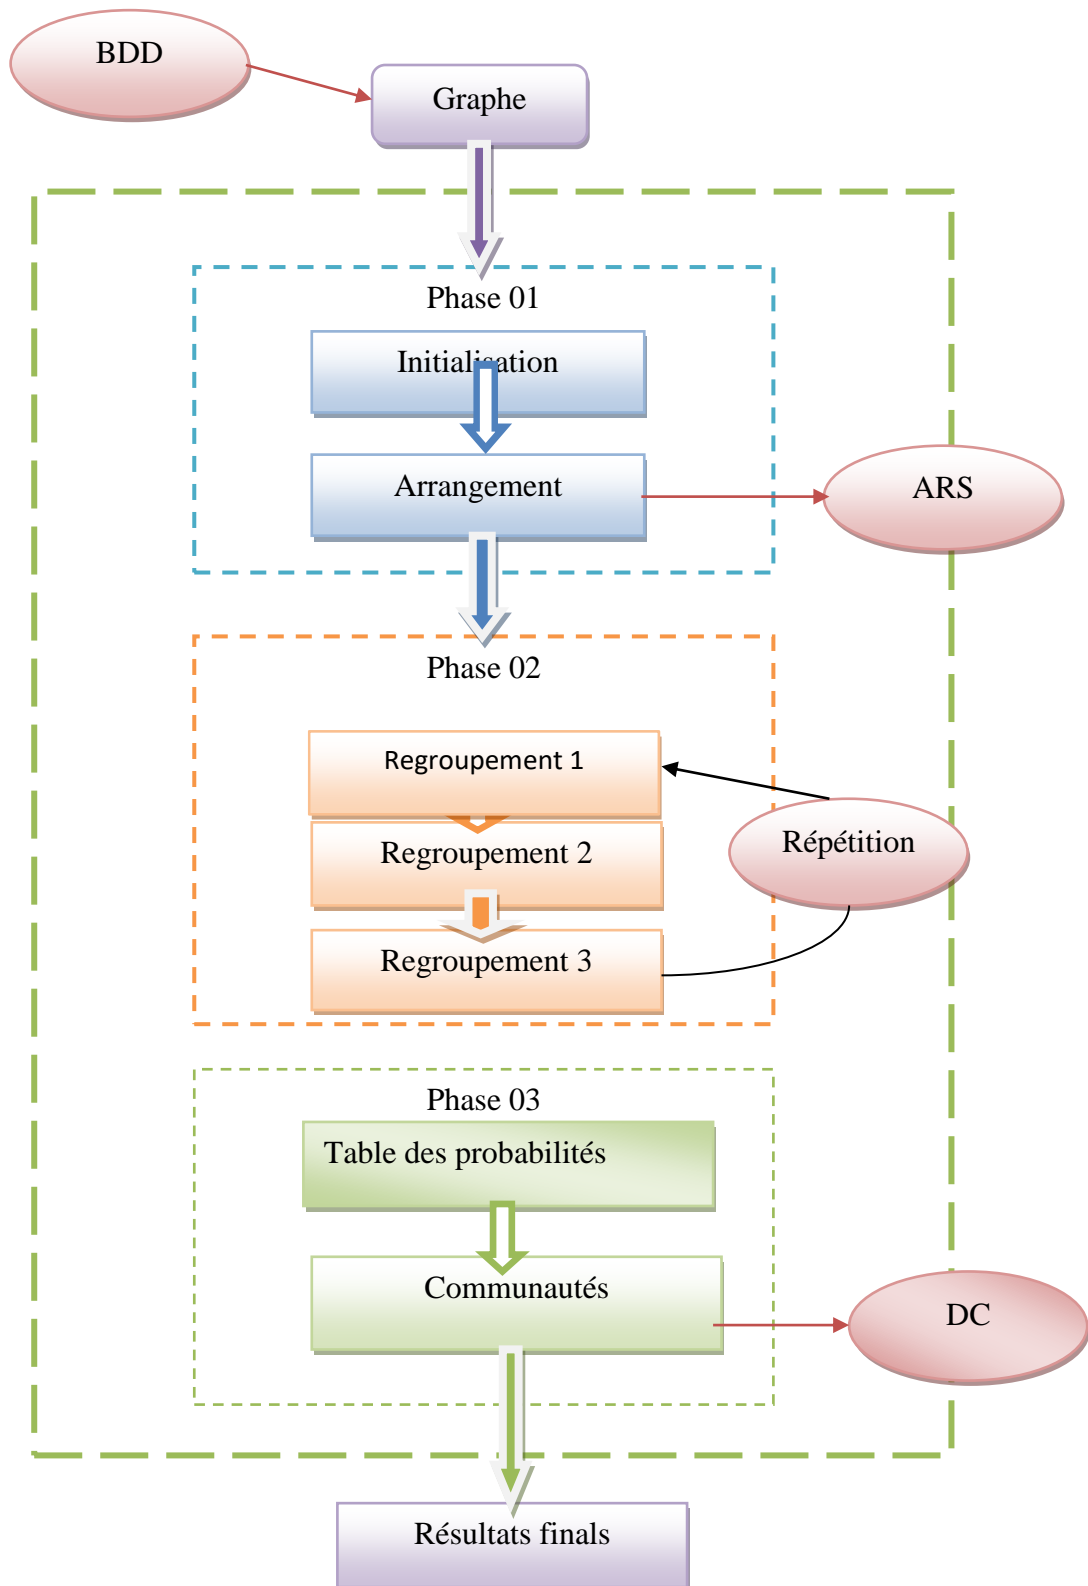 BDD
Graphe
Phase 01
Initialisation
Arrangement
ARS
Phase 02
Regroupement 1
Regroupement 2
Répétition
Regroupement 3
Phase 03
Table des probabilités
Communautés
DC
Résultats finals